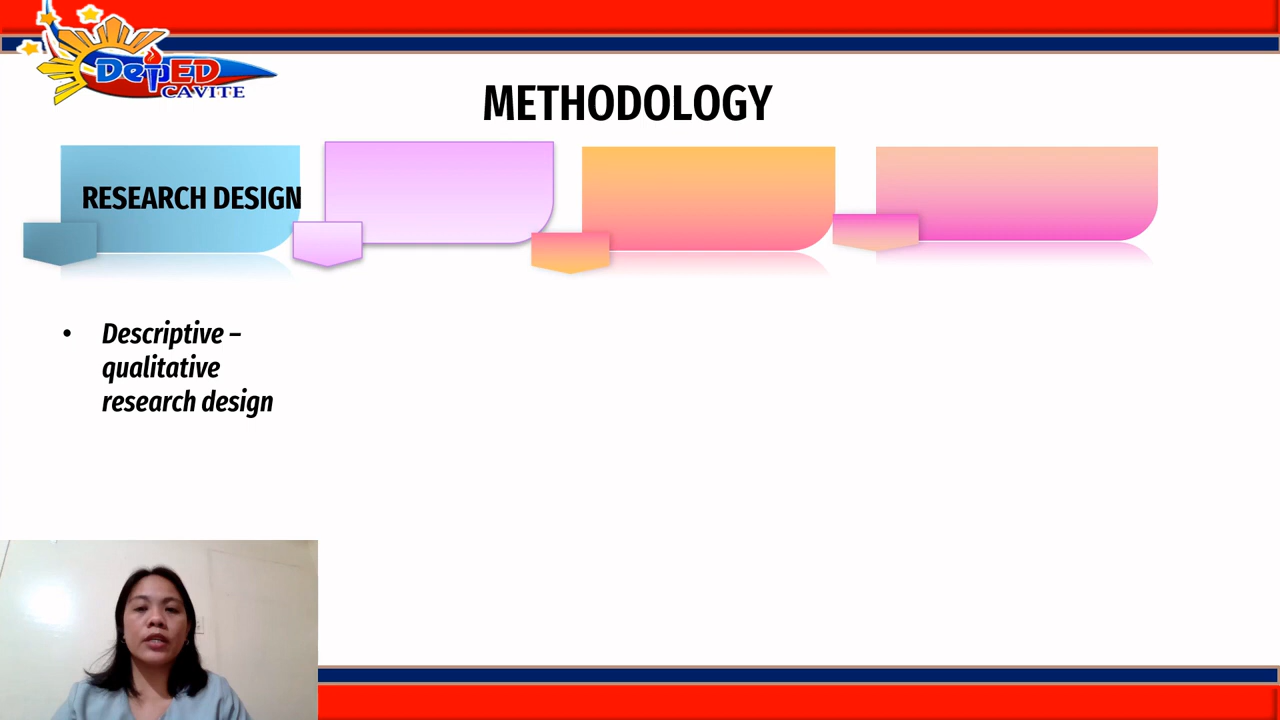 DepED
CAVITE
METHODOLOGY
RESEARCH DESIGN
• Descriptive –
qualitative
research design